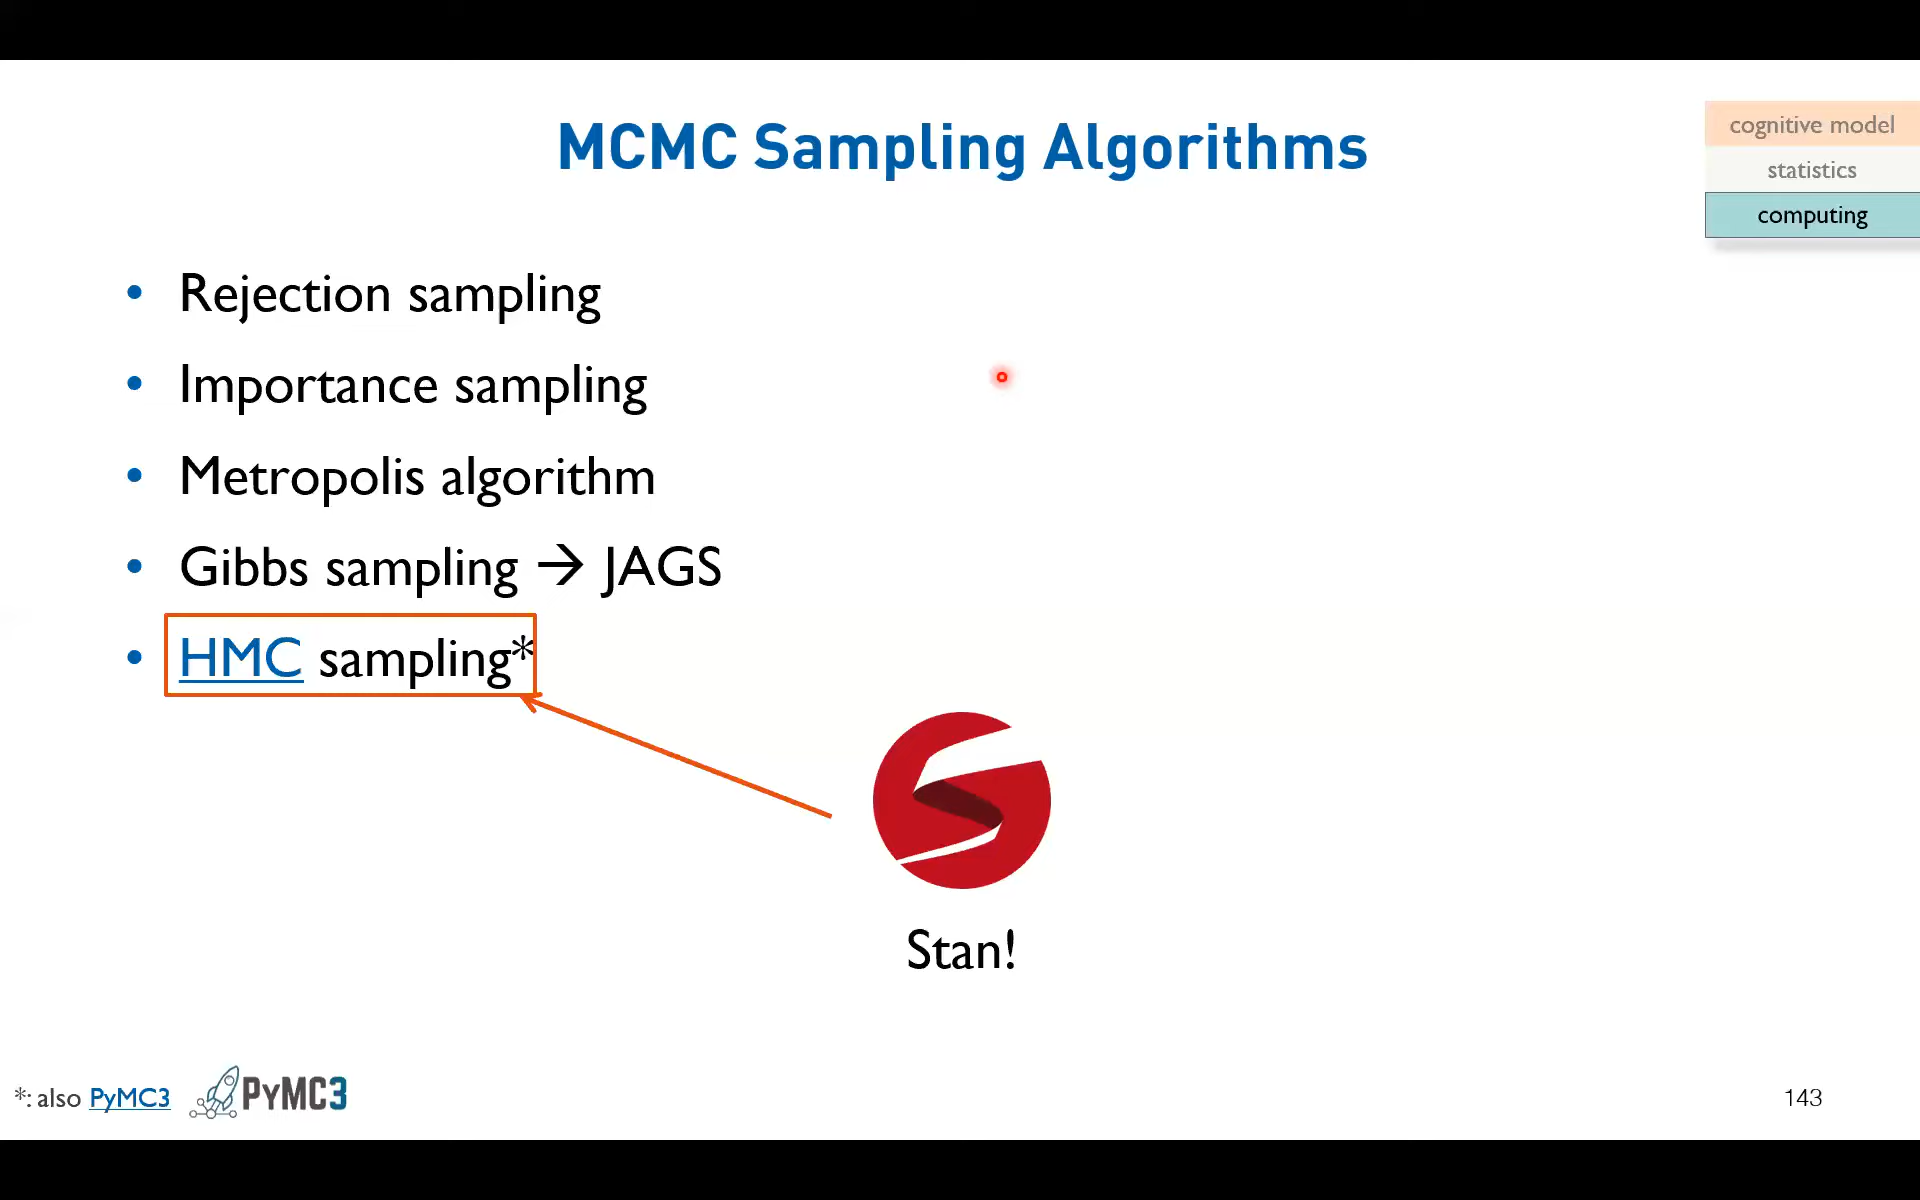 MCMC Sampling Algorithms
cognitive model
statistics
computing
• Rejection sampling
• Importance sampling
• Metropolis algorithm
• Gibbs sampling → JAGS
• HMC sampling*
Stan!
*: also PyMC3
PyMC3
143